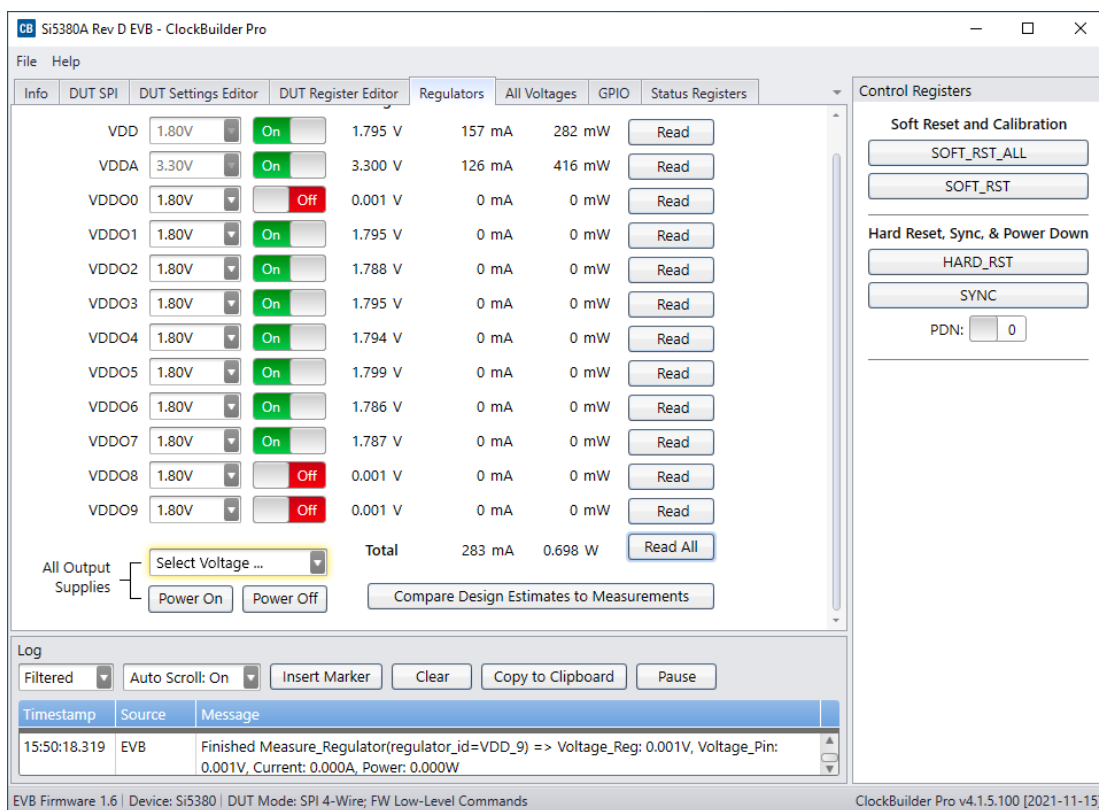 CB Si5380A Rev D EVB - ClockBuilder Pro
File Help
Info DUT SPI DUT Settings Editor DUT Register Editor Regulators All Voltages GPIO Status Registers
VDD 1.80V On 1.795 V 157 mA 282 mW Read
VDDA 3.30V On 3.300 V 126 mA 416 mW Read
VDDO0 1.80V Off 0.001 V 0 mA 0 mW Read
VDDO1 1.80V On 1.795 V 0 mA 0 mW Read
VDDO2 1.80V On 1.788 V 0 mA 0 mW Read
VDDO3 1.80V On 1.795 V 0 mA 0 mW Read
VDDO4 1.80V On 1.794 V 0 mA 0 mW Read
VDDO5 1.80V On 1.799 V 0 mA 0 mW Read
VDDO6 1.80V On 1.786 V 0 mA 0 mW Read
VDDO7 1.80V On 1.787 V 0 mA 0 mW Read
VDDO8 1.80V Off 0.001 V 0 mA 0 mW Read
VDDO9 1.80V Off 0.001 V 0 mA 0 mW Read
Total 283 mA 0.698 W Read All
All Output Supplies
Select Voltage ...
Power On Power Off
Compare Design Estimates to Measurements
Control Registers
Soft Reset and Calibration
SOFT_RST_ALL
SOFT_RST
Hard Reset, Sync, & Power Down
HARD_RST
SYNC
PDN: 0
Log
Filtered Auto Scroll: On Insert Marker Clear Copy to Clipboard Pause
Timestamp Source Message
15:50:18.319 EVB Finished Measure_Regulator(regulator_id=VDD_9) => Voltage_Reg: 0.001V, Voltage_Pin:
0.001V, Current: 0.000A, Power: 0.000W
EVB Firmware 1.6 Device: Si5380 DUT Mode: SPI 4-Wire; FW Low-Level Commands ClockBuilder Pro v4.1.5.100 [2021-11-15]